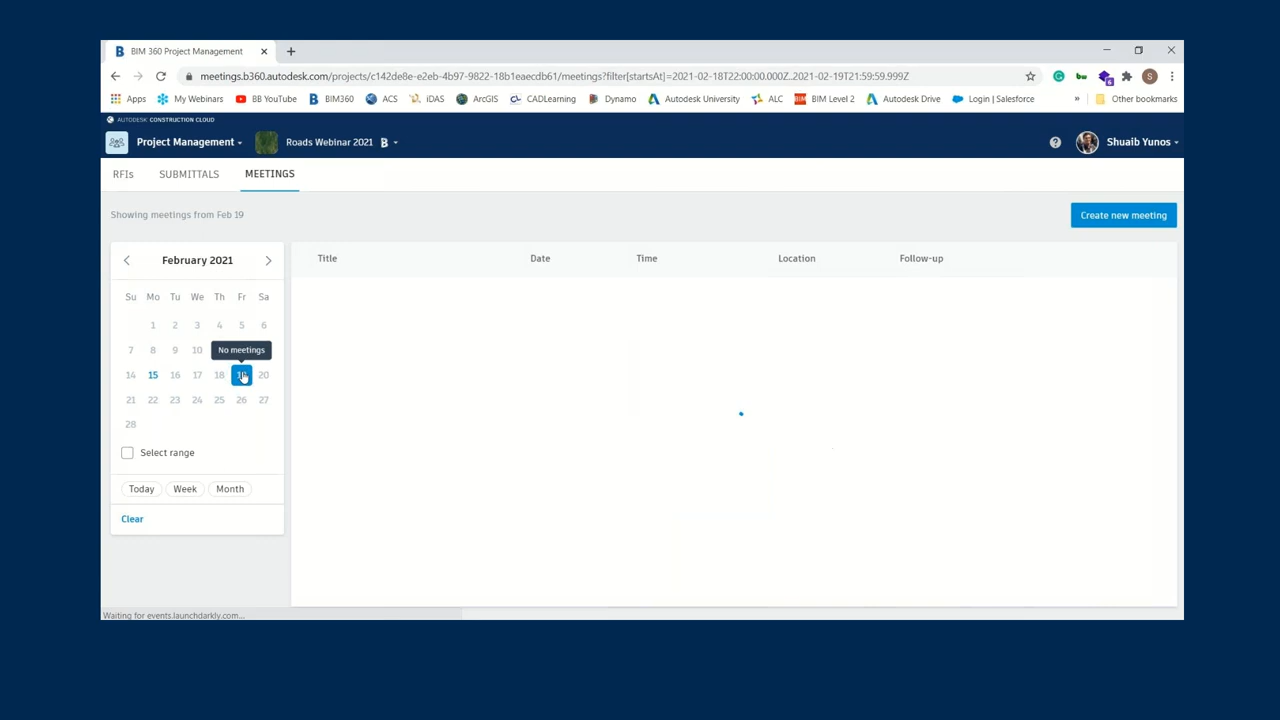 BIM 360 Project Management
meetings.b360.autodesk.com/projects/c142de8e-e2eb-4b97-9822-18b1eaecdb61/meetings?filter[startsAt]=2021-02-18T22:00:00.000Z..2021-02-19T21:59:59.999Z
S
Apps My Webinars BB YouTube BIM360 ACS iDAS ArcGIS CADLearning Dynamo Autodesk University ALC BIM Level 2 Autodesk Drive Login | Salesforce » Other bookmarks
AUTODESK CONSTRUCTION CLOUD
Project Management Roads Webinar 2021 B Shuaib Yunos
RFIs SUBMITTALS MEETINGS
Showing meetings from Feb 19
Create new meeting
February 2021
Title Date Time Location Follow-up
Su Mo Tu We Th Fr Sa
1 2 3 4 5 6
7 8 9 10
No meetings
14 15 16 17 18 19 20
21 22 23 24 25 26 27
28
Select range
Today Week Month
Clear
Waiting for events.launchdarkly.com...